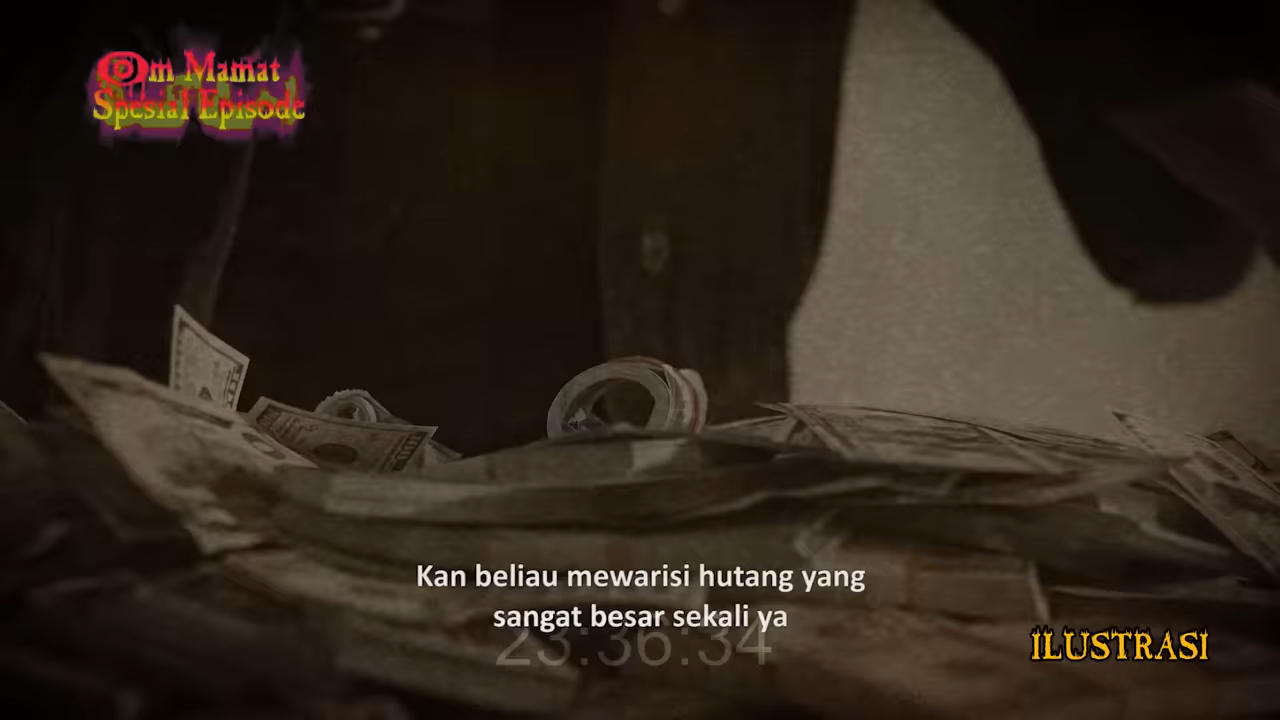 Om Mamat
Spesial Episode
Kan beliau mewarisi hutang yang
sangat besar sekali ya
23:36:34
ILUSTRASI